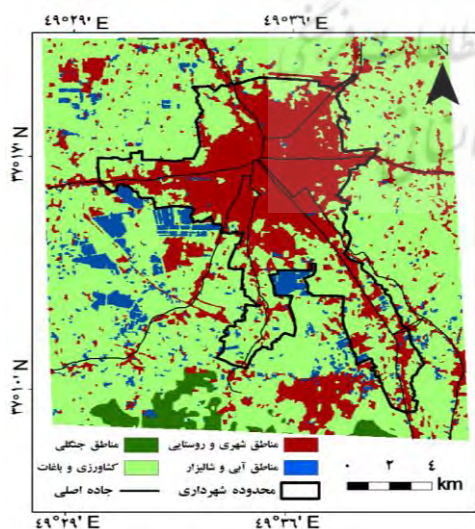 ۴۹°۲۹' E ۴۹°۳۶' E
N
۳۷°۱۷' N
۳۷°۱۰' N
مناطق شهری و روستایی مناطق جنگلی
مناطق آبی و شالیزار کشاورزی و باغات
محدوده شهرداری جاده اصلی
۰ ۲ ۴
km
۴۹°۲۹' E ۴۹°۳۶' E